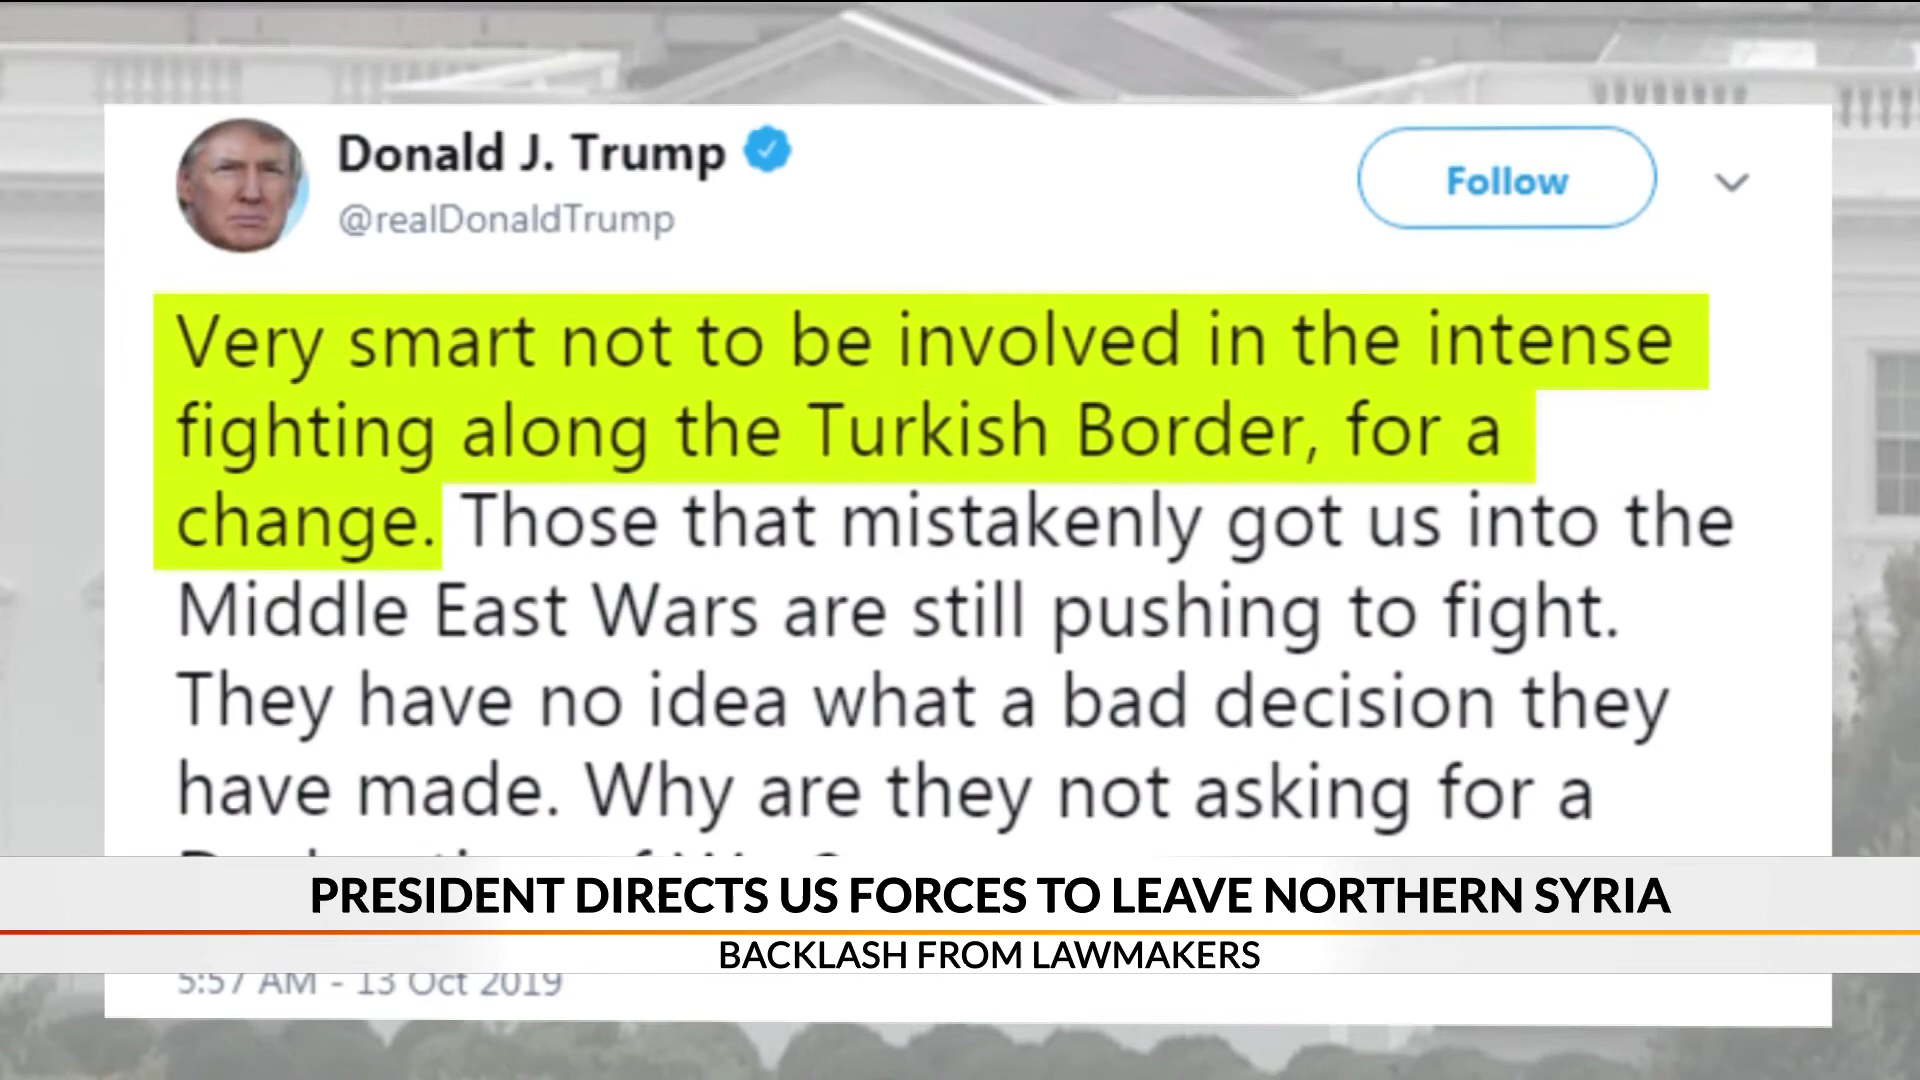 Donald J. Trump
@realDonaldTrump
Follow
Very smart not to be involved in the intense
fighting along the Turkish Border, for a
change. Those that mistakenly got us into the
Middle East Wars are still pushing to fight.
They have no idea what a bad decision they
have made. Why are they not asking for a
PRESIDENT DIRECTS US FORCES TO LEAVE NORTHERN SYRIA
BACKLASH FROM LAWMAKERS
5:57 AM - 13 Oct 2019